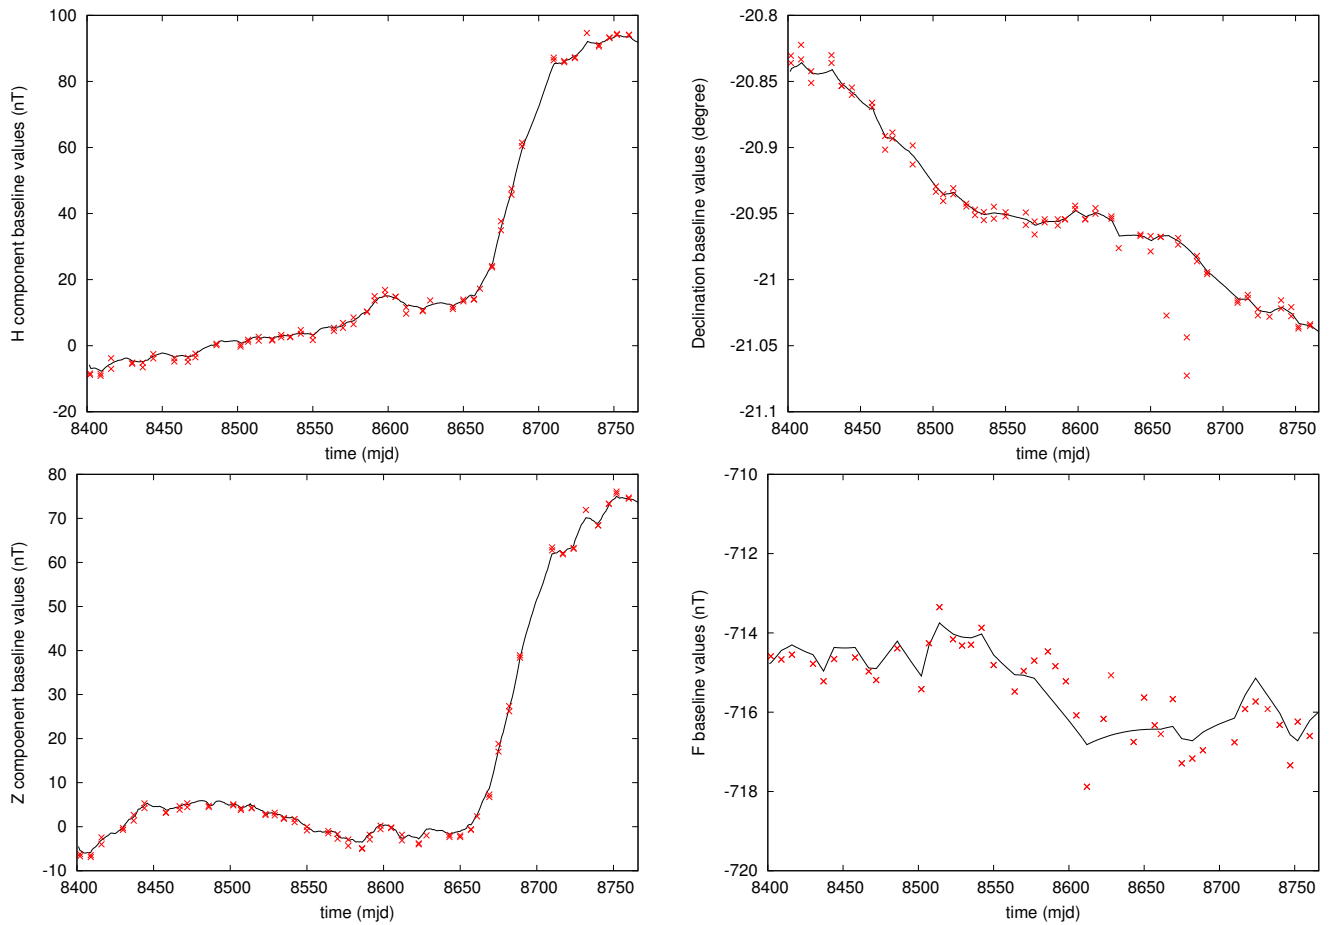 H component baseline values (nT)
100
80
60
40
20
0
-20
8400 8450 8500 8550 8600 8650 8700 8750
time (mjd)
Declination baseline values (degree)
-20.8
-20.85
-20.9
-20.95
-21
-21.05
-21.1
8400 8450 8500 8550 8600 8650 8700 8750
time (mjd)
Z compoenent baseline values (nT)
80
70
60
50
40
30
20
10
0
-10
8400 8450 8500 8550 8600 8650 8700 8750
time (mjd)
F baseline values (nT)
-710
-712
-714
-716
-718
-720
8400 8450 8500 8550 8600 8650 8700 8750
time (mjd)